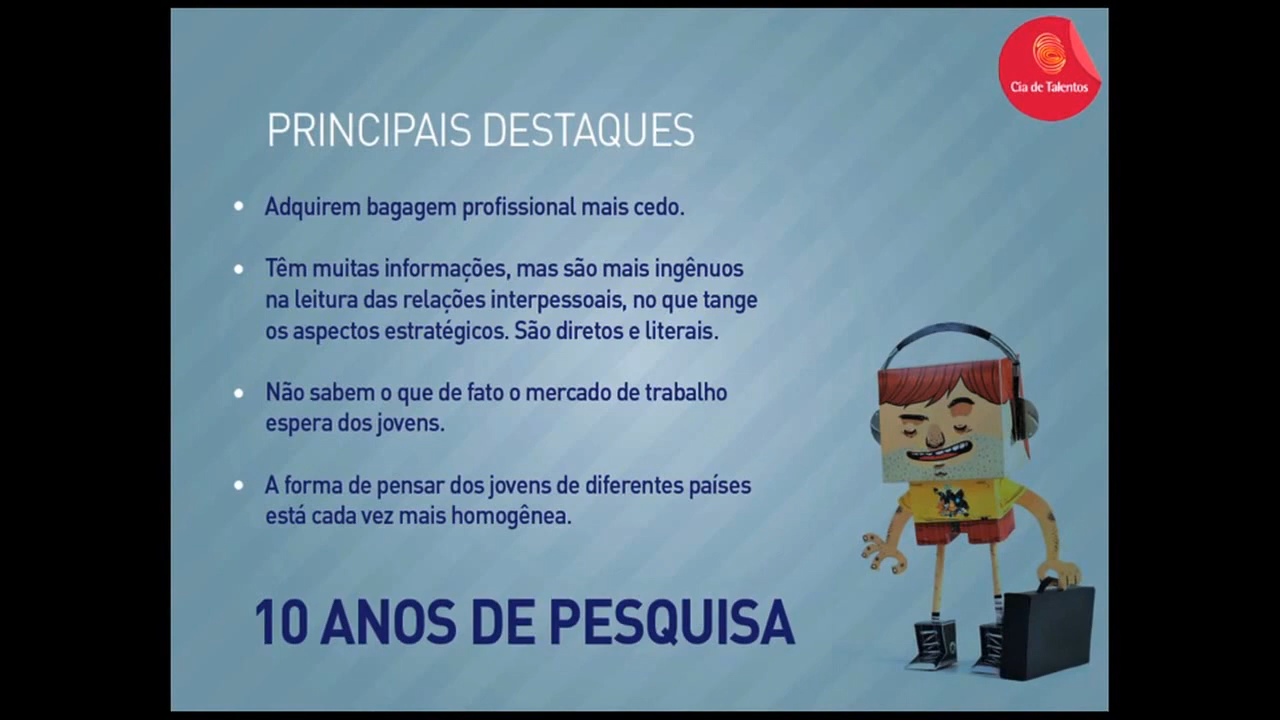 Cia de Talentos
PRINCIPAIS DESTAQUES
• Adquirem bagagem profissional mais cedo.
• Têm muitas informações, mas são mais ingênuos
na leitura das relações interpessoais, no que tange
os aspectos estratégicos. São diretos e literais.
• Não sabem o que de fato o mercado de trabalho
espera dos jovens.
• A forma de pensar dos jovens de diferentes países
está cada vez mais homogênea.
10 ANOS DE PESQUISA